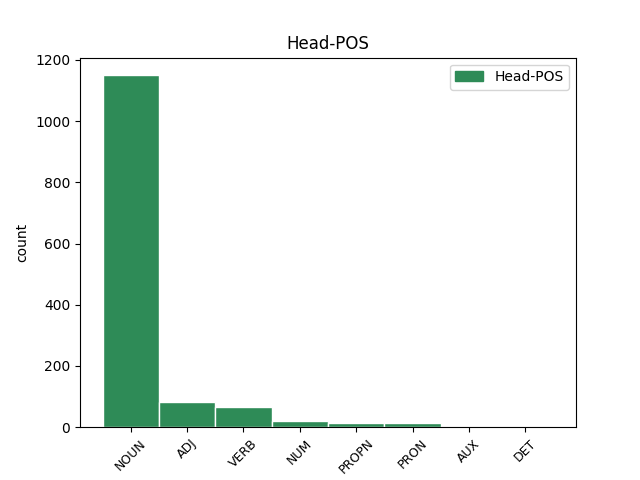 Head-POS
Head-POS
count
1200
1000
800
600
400
200
0
NOUN
ADJ
VERB
NUM
PROPN
PRON
AUX
DET